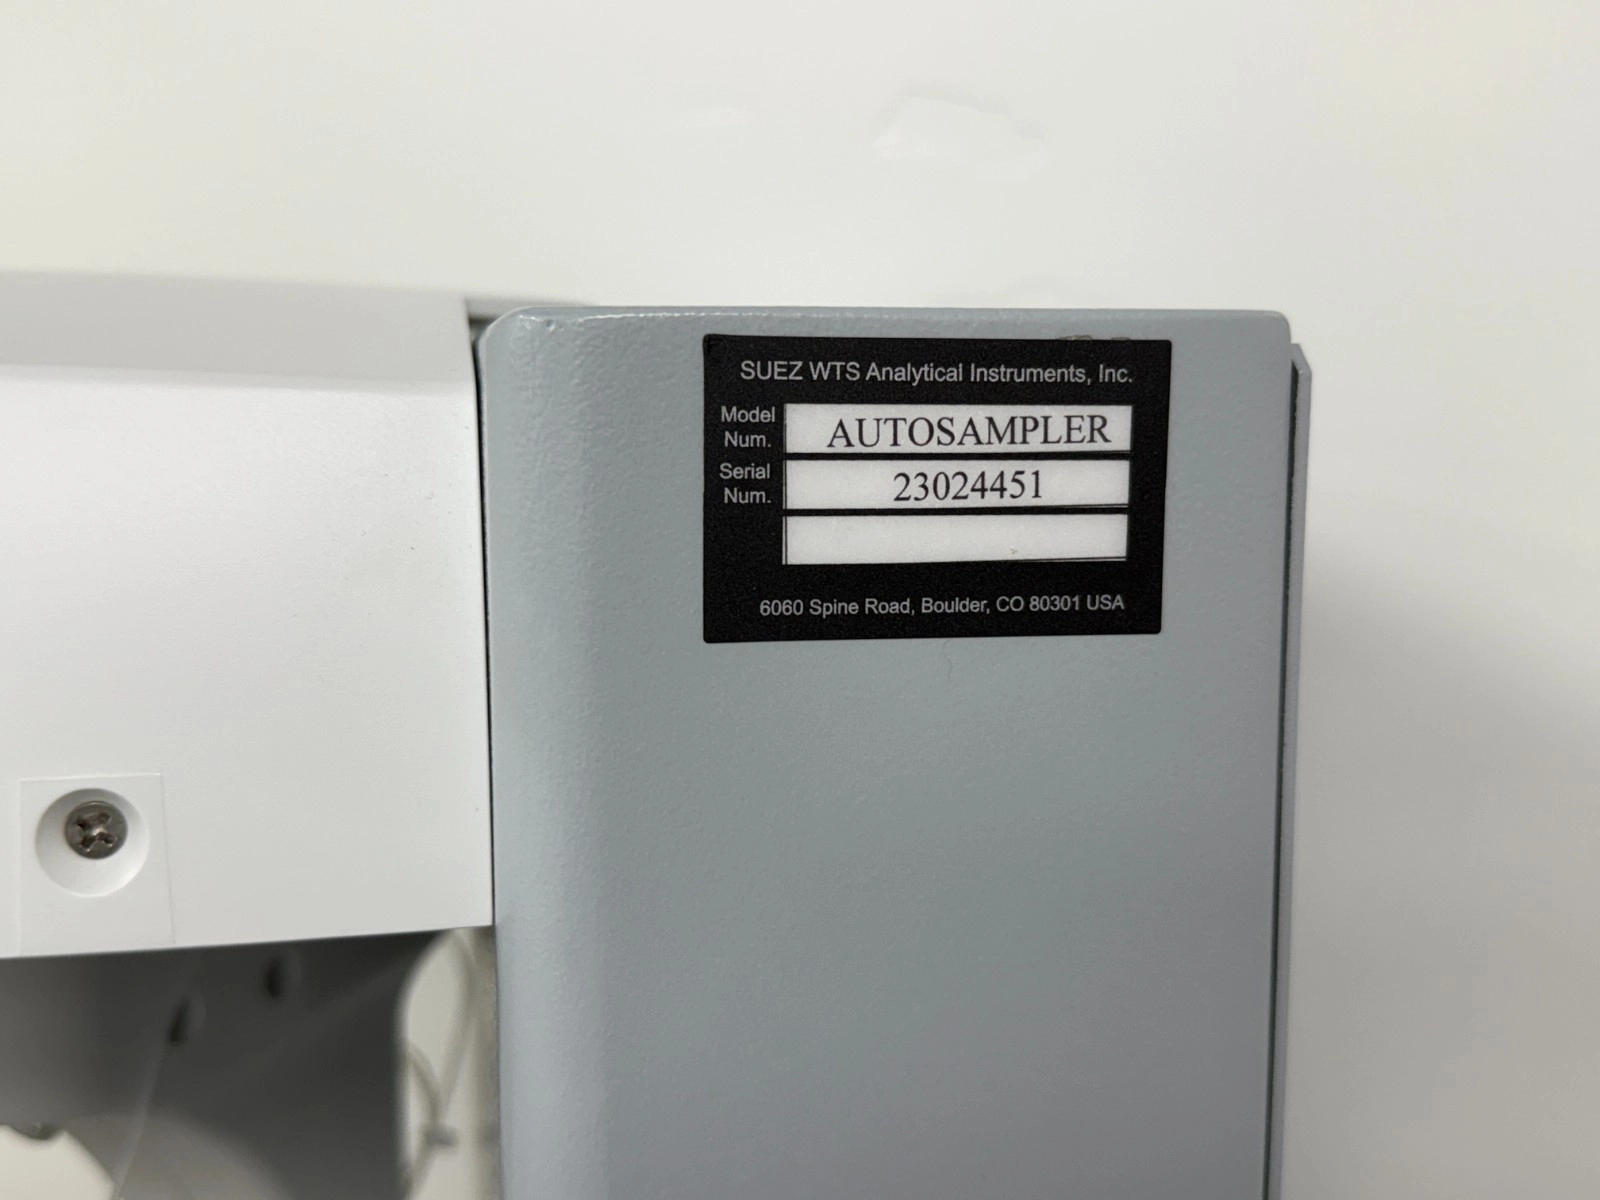 SUEZ WTS Analytical Instruments, Inc.
Model Num. AUTOSAMPLER
Serial Num. 23024451
6060 Spine Road, Boulder, CO 80301 USA